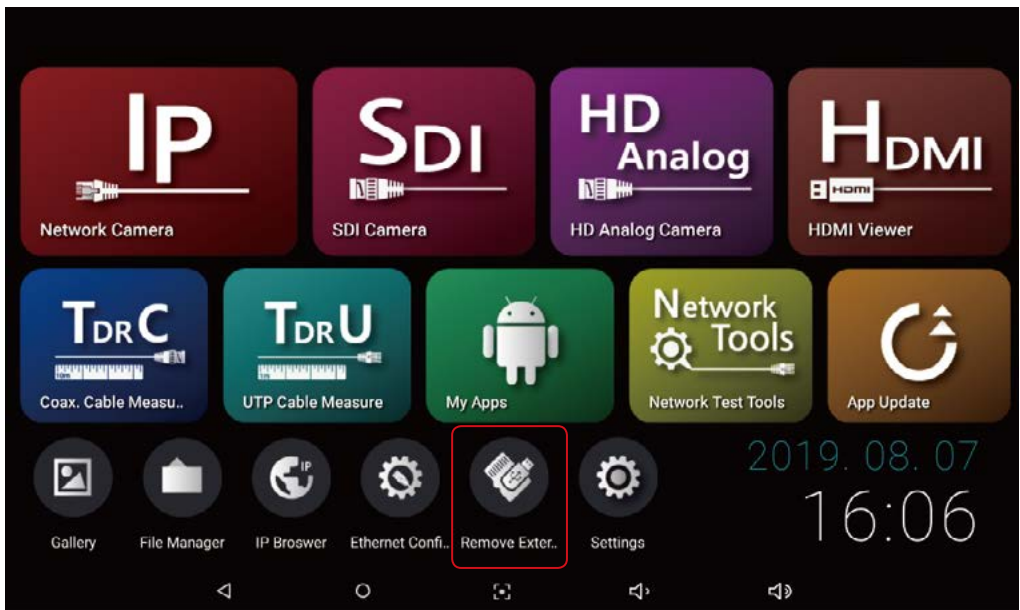 IP
Network Camera
SDI
SDI Camera
HD
Analog
HD Analog Camera
HDMI
HDMI
HDMI Viewer
TDR C
Coax. Cable Measu..
TDR U
UTP Cable Measure
My Apps
Network
Tools
Network Test Tools
App Update
Gallery
File Manager
IP
IP Broswer
Ethernet Confi..
Remove Exter..
Settings
2019. 08. 07
16:06